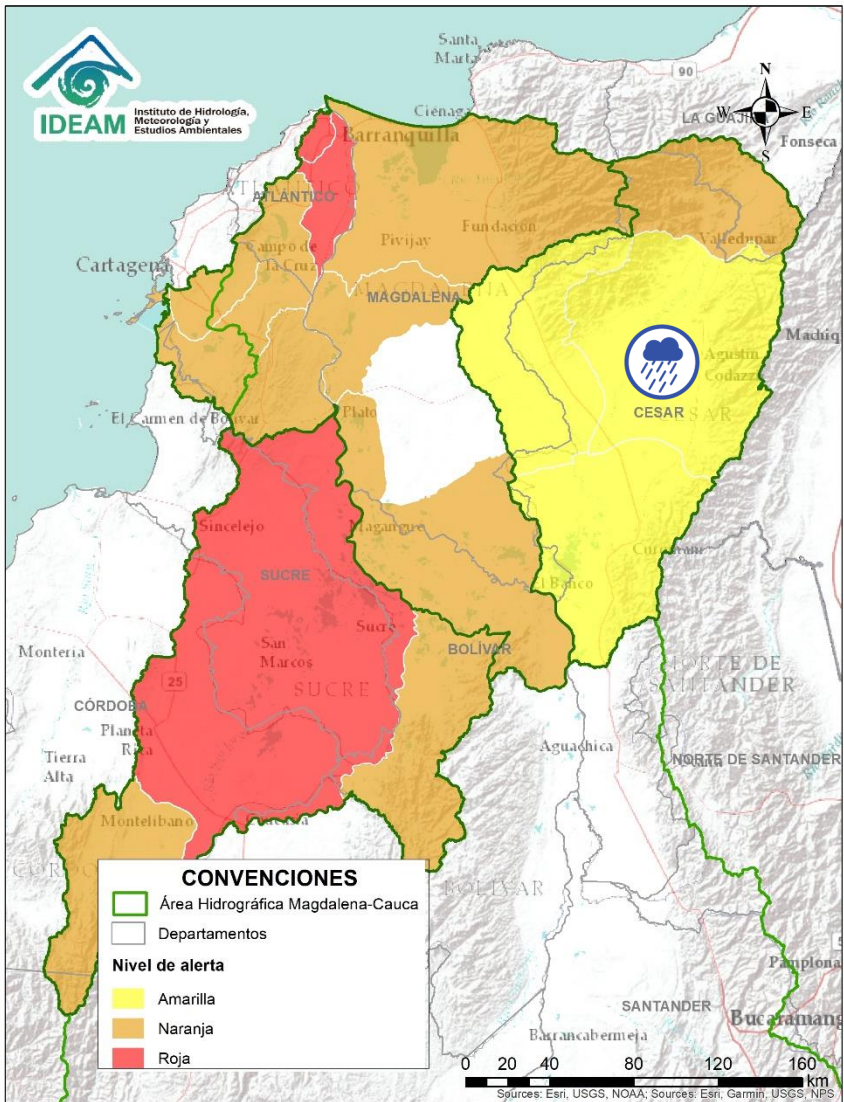 IDEAM
Instituto de Hidrología,
Meteorología y
Estudios Ambientales
Santa
Marta
90
N
W
E
S
LA GUAJI
Fonseca
Ciénaga
Barranquilla
ATLÁNTICO
Fundación
Pivijay
Valledupar
Campo de
la Cruz
Cartagena
MAGDALENA
Machiq
Agustín
Codazzi
CESAR
Plato
El Carmen de Bolívar
Sincelejo
Magangué
SUCRE
El Banco
Sucre
San
Marcos
BOLÍVAR
Montería
25
SUCRE
NORTE DE
SANTANDER
CÓRDOBA
Planeta
Rica
Tierra
Alta
Aguachica
NORTE DE SANTANDER
Montelíbano
BOLÍVAR
CONVENCIONES
Área Hidrográfica Magdalena-Cauca
Departamentos
Nivel de alerta
Amarilla
Naranja
Roja
Pamplona
SANTANDER
Bucaramang
Barrancabermeja
0 20 40 80 120 160
km
Sources: Esri, USGS, NOAA; Sources: Esri, Garmin, USGS, NPS